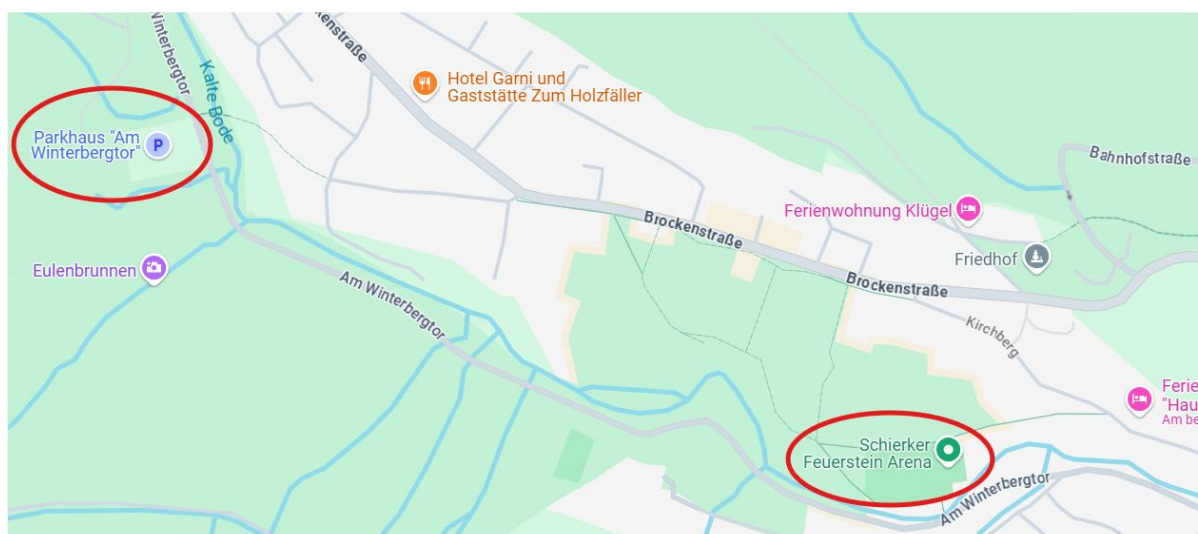 Winterbergtor
Kalte Bode
enstraße
Hotel Garni und
Gaststätte Zum Holzfäller
Parkhaus "Am
Winterbergtor"
P
Bahnhofstraße
Ferienwohnung Klügel
Brockenstraße
Friedhof
Eulenbrunnen
Am Winterbergtor
Brockenstraße
Kirchberg
Ferie
"Hau
Am be
Schierker
Feuerstein Arena
Am Winterbergtor